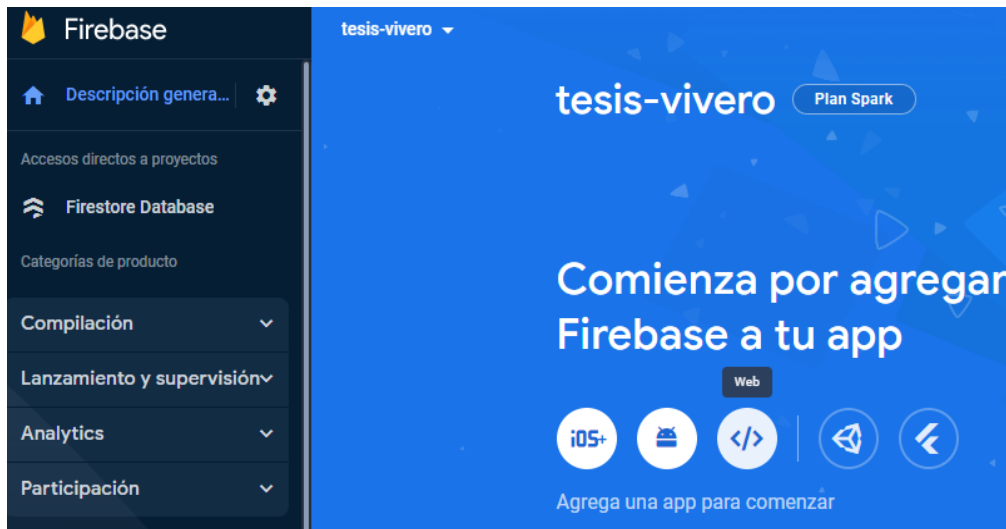 Firebase
Descripción genera...
Accesos directos a proyectos
Firestore Database
Categorías de producto
Compilación
Lanzamiento y supervisión
Analytics
Participación
tesis-vivero
tesis-vivero Plan Spark
Comienza por agregar
Firebase a tu app
Web
iOS+
</>
Agrega una app para comenzar